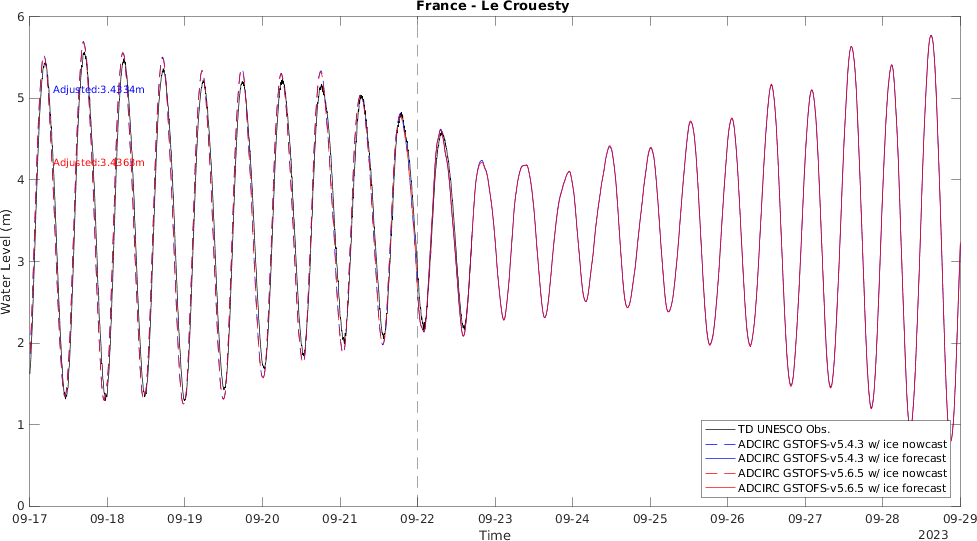 France - Le Crouesty
6
5
4
3
2
1
0
Water Level (m)
Adjusted:3.4334m
Adjusted:3.4363m
TD UNESCO Obs.
ADCIRC GSTOFS-v5.4.3 w/ ice nowcast
ADCIRC GSTOFS-v5.4.3 w/ ice forecast
ADCIRC GSTOFS-v5.6.5 w/ ice nowcast
ADCIRC GSTOFS-v5.6.5 w/ ice forecast
09-17 09-18 09-19 09-20 09-21 09-22 09-23 09-24 09-25 09-26 09-27 09-28 09-29
Time
2023